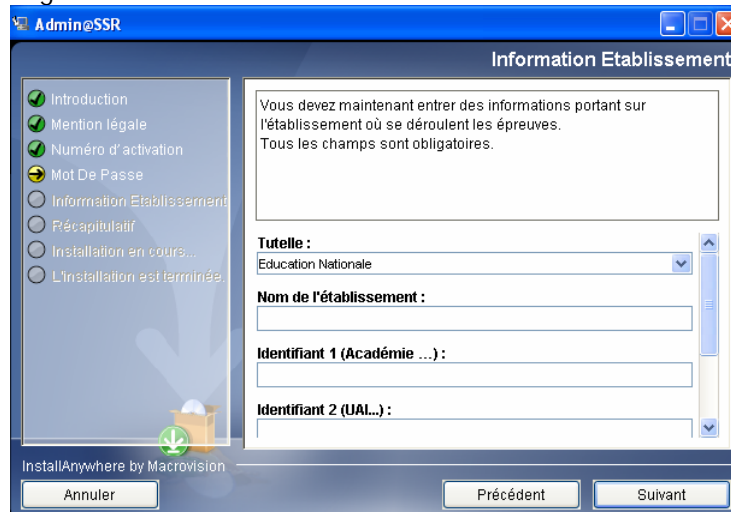 Admin@SSR
Information Etablissement
Introduction
Mention légale
Numéro d'activation
Mot De Passe
Information Etablissement
Récapitulatif
Installation en cours...
L'installation est terminée.
Vous devez maintenant entrer des informations portant sur
l'établissement où se déroulent les épreuves.
Tous les champs sont obligatoires.
Tutelle :
Education Nationale
Nom de l'établissement :
Identifiant 1 (Académie ...) :
Identifiant 2 (UAI...) :
InstallAnywhere by Macrovision
Annuler
Précédent
Suivant